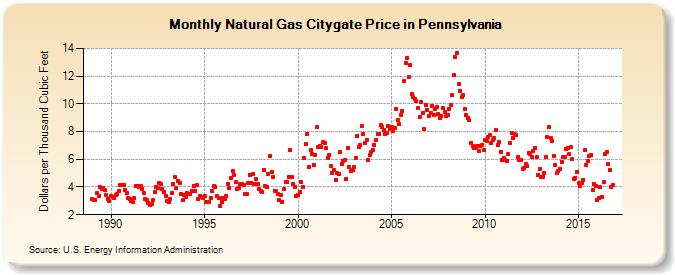 Monthly Natural Gas Citygate Price in Pennsylvania
Dollars per Thousand Cubic Feet
14
12
10
8
6
4
2
1990 1995 2000 2005 2010 2015
Source: U.S. Energy Information Administration